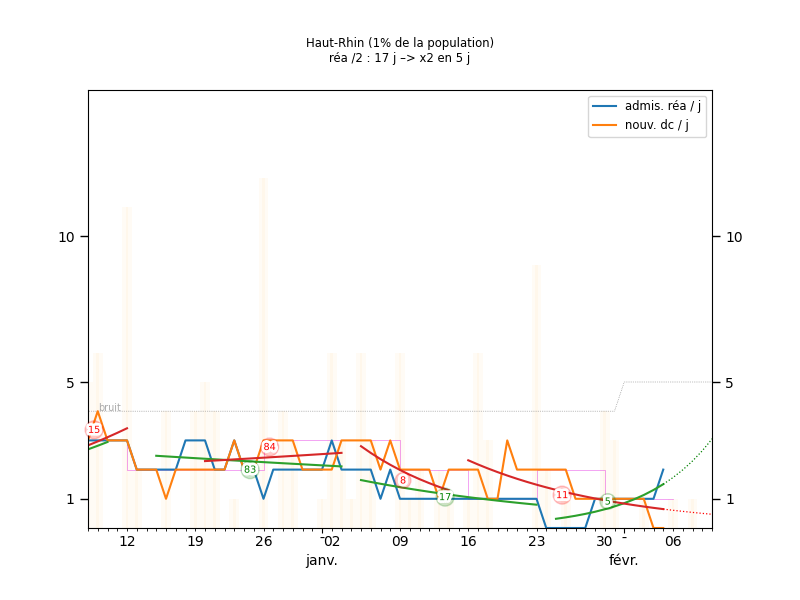 Haut-Rhin (1% de la population)
réa /2 : 17 j –> x2 en 5 j
admis. réa / j
nouv. dc / j
10 10
5 5
bruit
15 84
83
8
17 11 5
1 1
12 19 26 02 09 16 23 30 06
janv. févr.